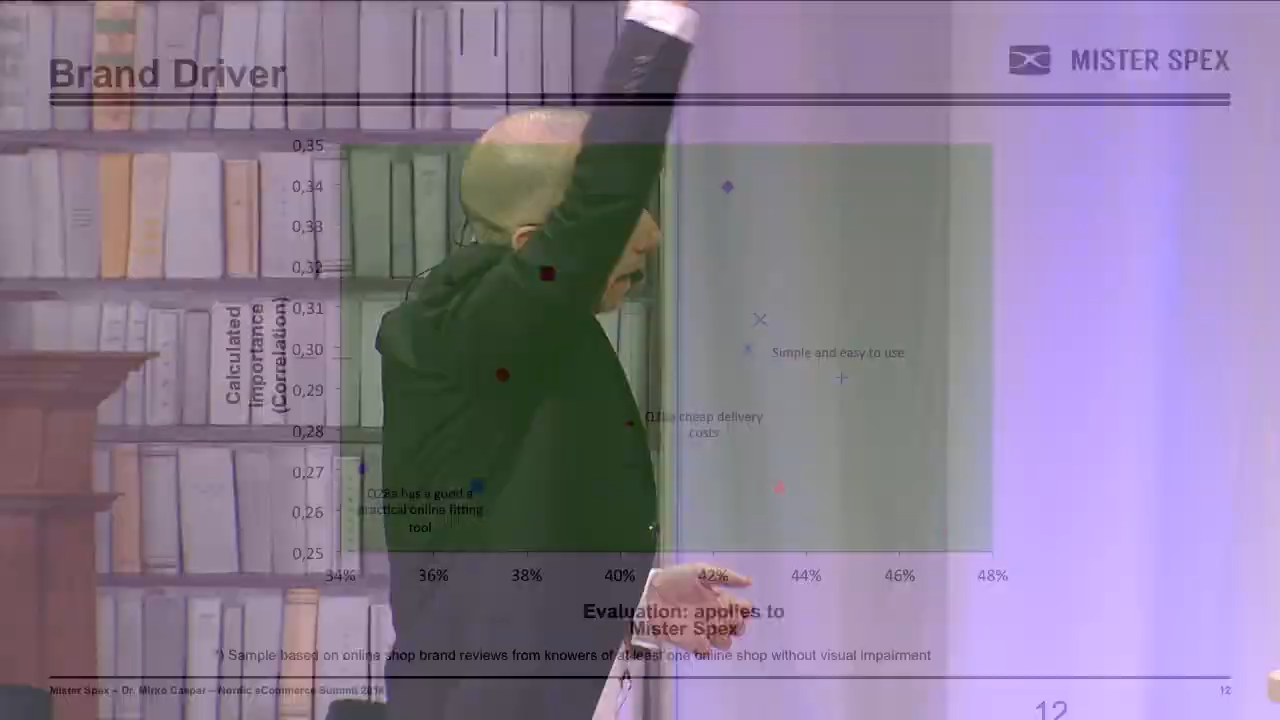 Brand Driver
MISTER SPEX
0,35
0,34
0,33
0,32
0,31
0,30
0,29
0,28
0,27
0,26
0,25
Calculated
importance
(Correlation)
Simple and easy to use
cheap delivery
costs
O28a has a good a
practical online fitting
tool
34%
36%
38%
40%
42%
44%
46%
48%
Evaluation: applies to
Mister Spex
*) Sample based on online shop brand reviews from knowers of at least one online shop without visual impairment
Mister Spex – Dr. Mirko Caspar – Nordic eCommerce Summit 2014
12
12